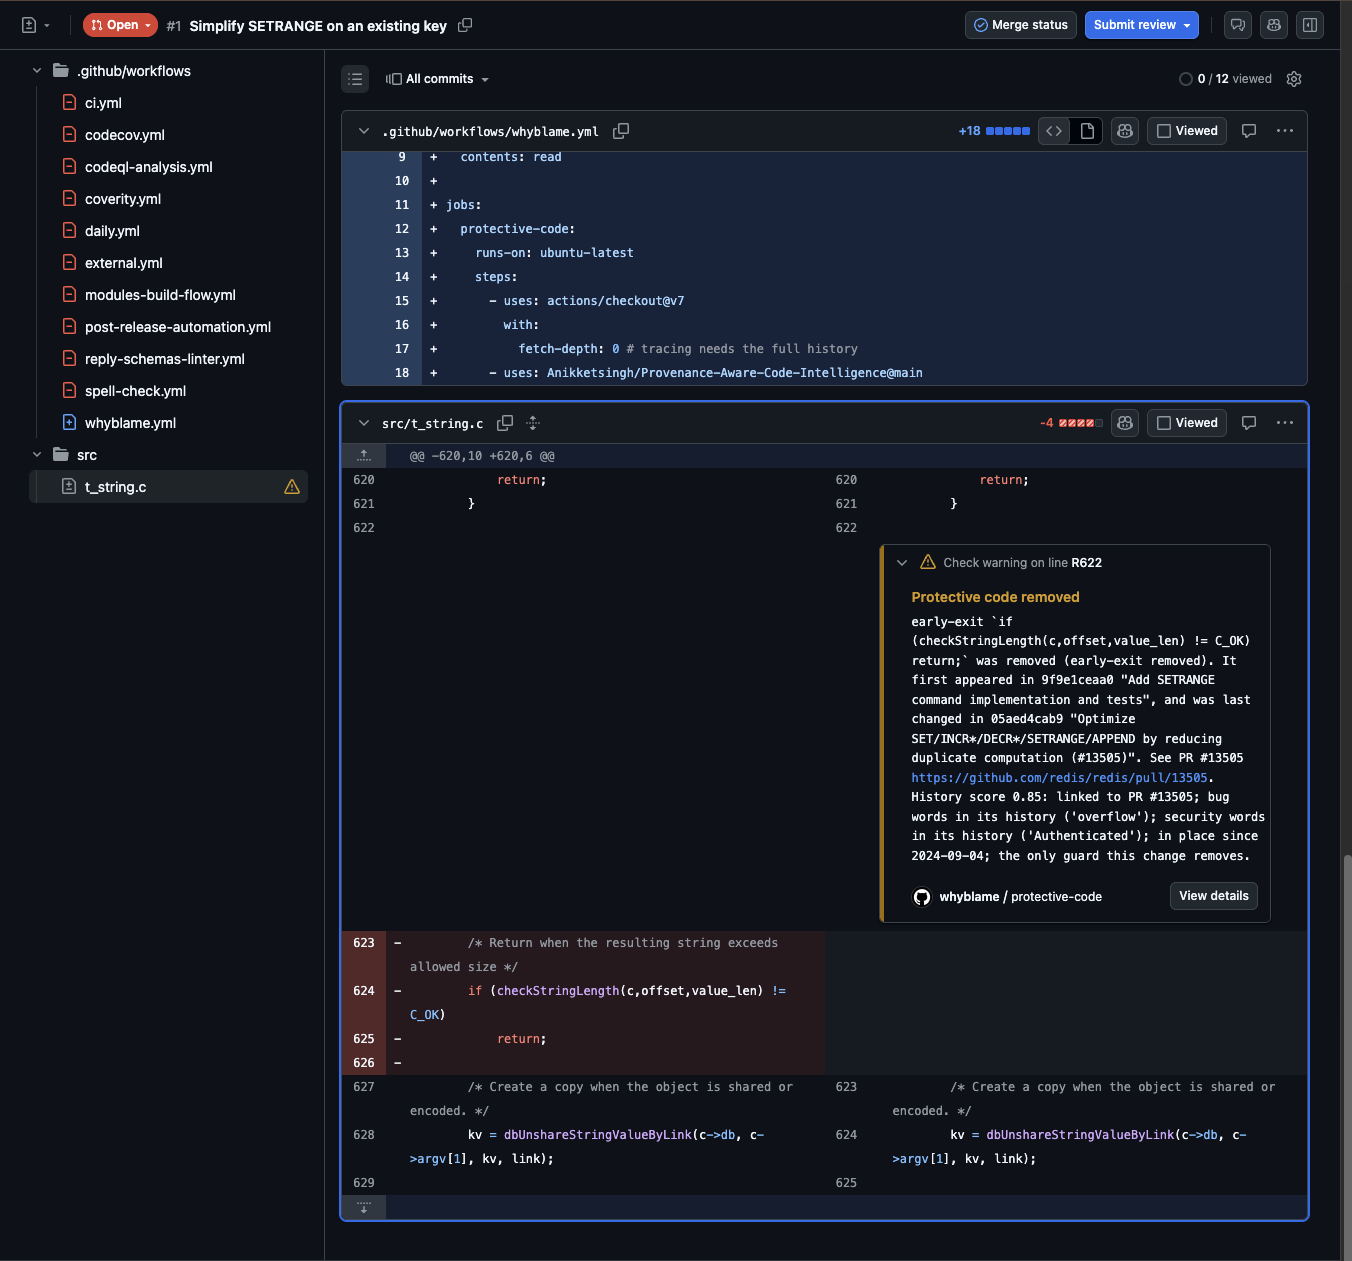 Open #1 Simplify SETRANGE on an existing key Merge status Submit review
.github/workflows
ci.yml
codecov.yml
codeql-analysis.yml
coverity.yml
daily.yml
external.yml
modules-build-flow.yml
post-release-automation.yml
reply-schemas-linter.yml
spell-check.yml
whyblame.yml
src
t_string.c
All commits 0 / 12 viewed
.github/workflows/whyblame.yml +18 Viewed
9 + contents: read
10 +
11 + jobs:
12 + protective-code:
13 + runs-on: ubuntu-latest
14 + steps:
15 + - uses: actions/checkout@v7
16 + with:
17 + fetch-depth: 0 # tracing needs the full history
18 + - uses: Anikketsingh/Provenance-Aware-Code-Intelligence@main
src/t_string.c -4 Viewed
@@ -620,10 +620,6 @@
620 return; 620 return;
621 } 621 }
622 622
Check warning on line R622
Protective code removed
early-exit `if
(checkStringLength(c,offset,value_len) != C_OK)
return;` was removed (early-exit removed). It
first appeared in 9f9e1ceaa0 "Add SETRANGE
command implementation and tests", and was last
changed in 05aed4cab9 "Optimize
SET/INCR*/DECR*/SETRANGE/APPEND by reducing
duplicate computation (#13505)". See PR #13505
https://github.com/redis/redis/pull/13505.
History score 0.85: linked to PR #13505; bug
words in its history ('overflow'); security words
in its history ('Authenticated'); in place since
2024-09-04; the only guard this change removes.
whyblame / protective-code View details
623 - /* Return when the resulting string exceeds
allowed size */
624 - if (checkStringLength(c,offset,value_len) !=
C_OK)
625 - return;
626 -
627 /* Create a copy when the object is shared or 623 /* Create a copy when the object is shared or
encoded. */ encoded. */
628 kv = dbUnshareStringValueByLink(c->db, c- 624 kv = dbUnshareStringValueByLink(c->db, c-
>argv[1], kv, link); >argv[1], kv, link);
629 625